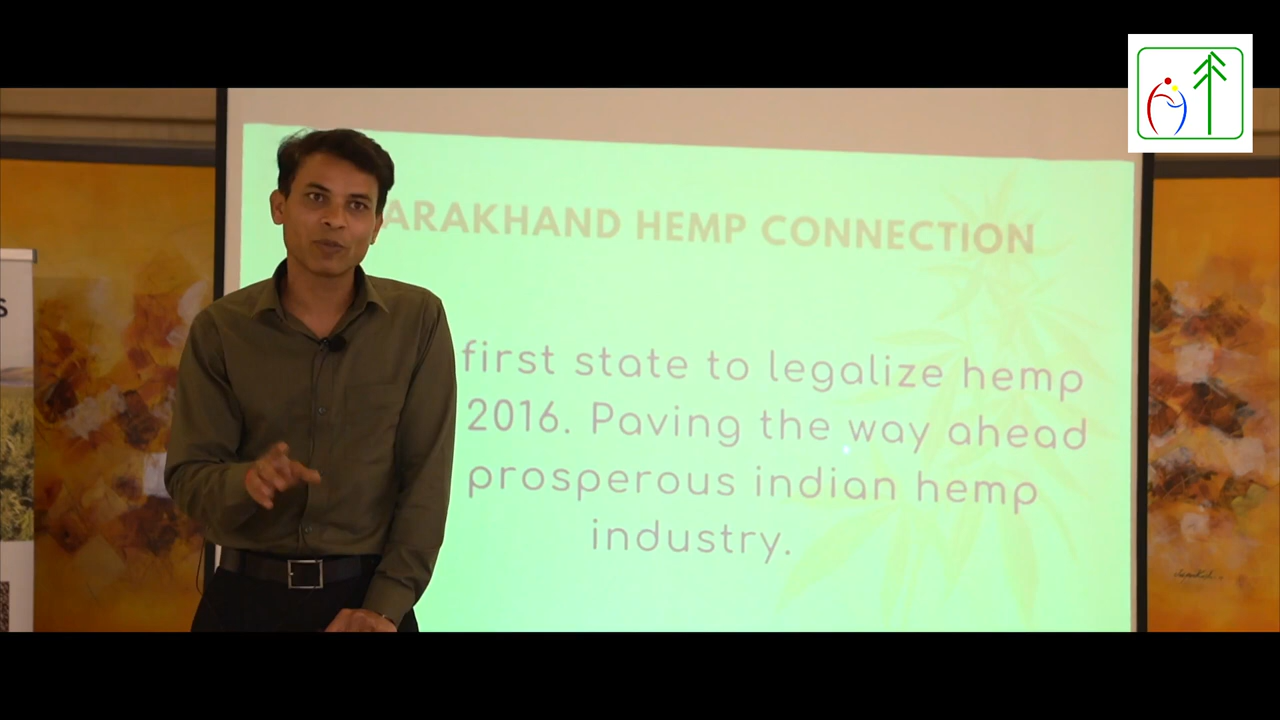 ARAKHAND HEMP CONNECTION
first state to legalize hemp
2016. Paving the way ahead
prosperous indian hemp
industry.
S